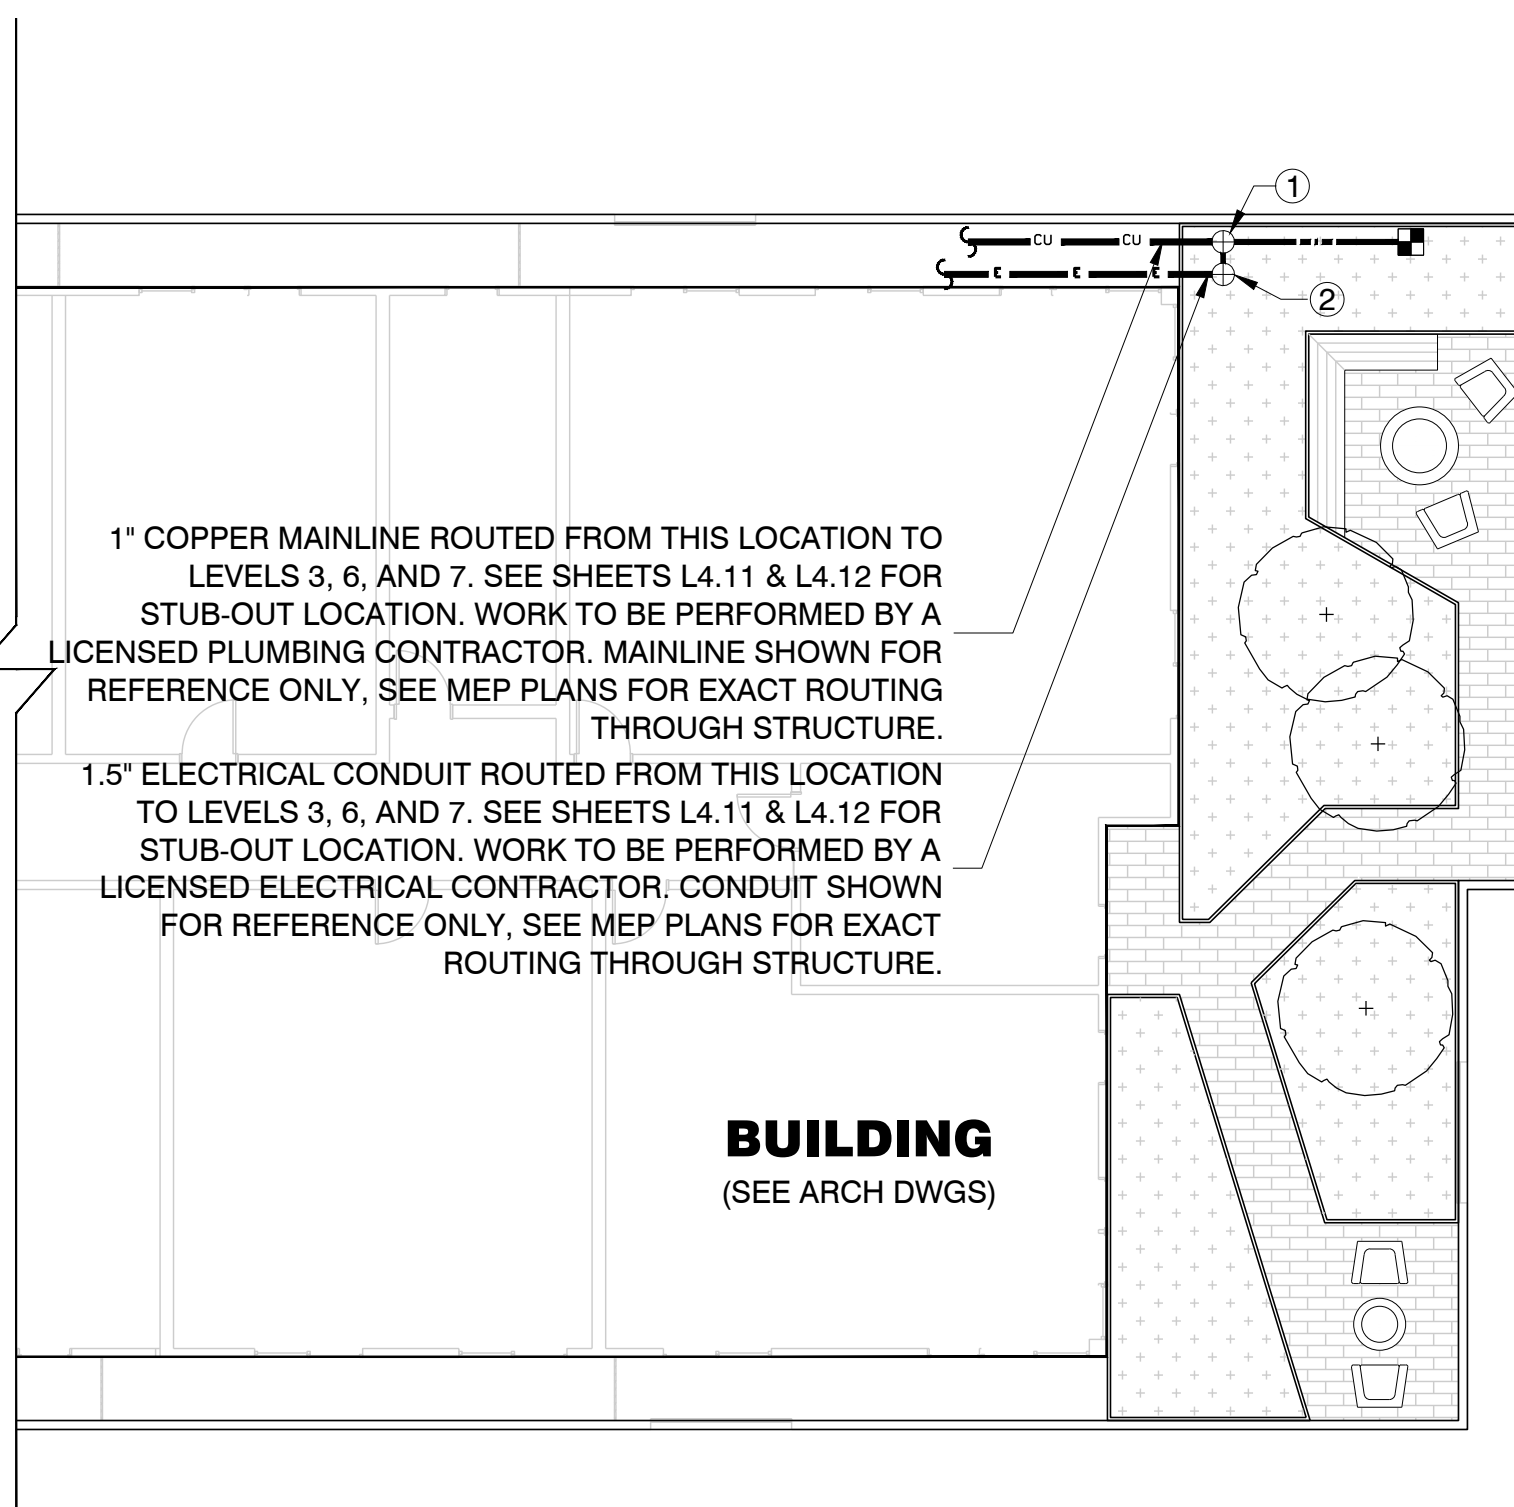 1
CU CU
E E E
2
1" COPPER MAINLINE ROUTED FROM THIS LOCATION TO
LEVELS 3, 6, AND 7. SEE SHEETS L4.11 & L4.12 FOR
STUB-OUT LOCATION. WORK TO BE PERFORMED BY A
LICENSED PLUMBING CONTRACTOR. MAINLINE SHOWN FOR
REFERENCE ONLY, SEE MEP PLANS FOR EXACT ROUTING
THROUGH STRUCTURE.
1.5" ELECTRICAL CONDUIT ROUTED FROM THIS LOCATION
TO LEVELS 3, 6, AND 7. SEE SHEETS L4.11 & L4.12 FOR
STUB-OUT LOCATION. WORK TO BE PERFORMED BY A
LICENSED ELECTRICAL CONTRACTOR. CONDUIT SHOWN
FOR REFERENCE ONLY, SEE MEP PLANS FOR EXACT
ROUTING THROUGH STRUCTURE.
BUILDING
(SEE ARCH DWGS)